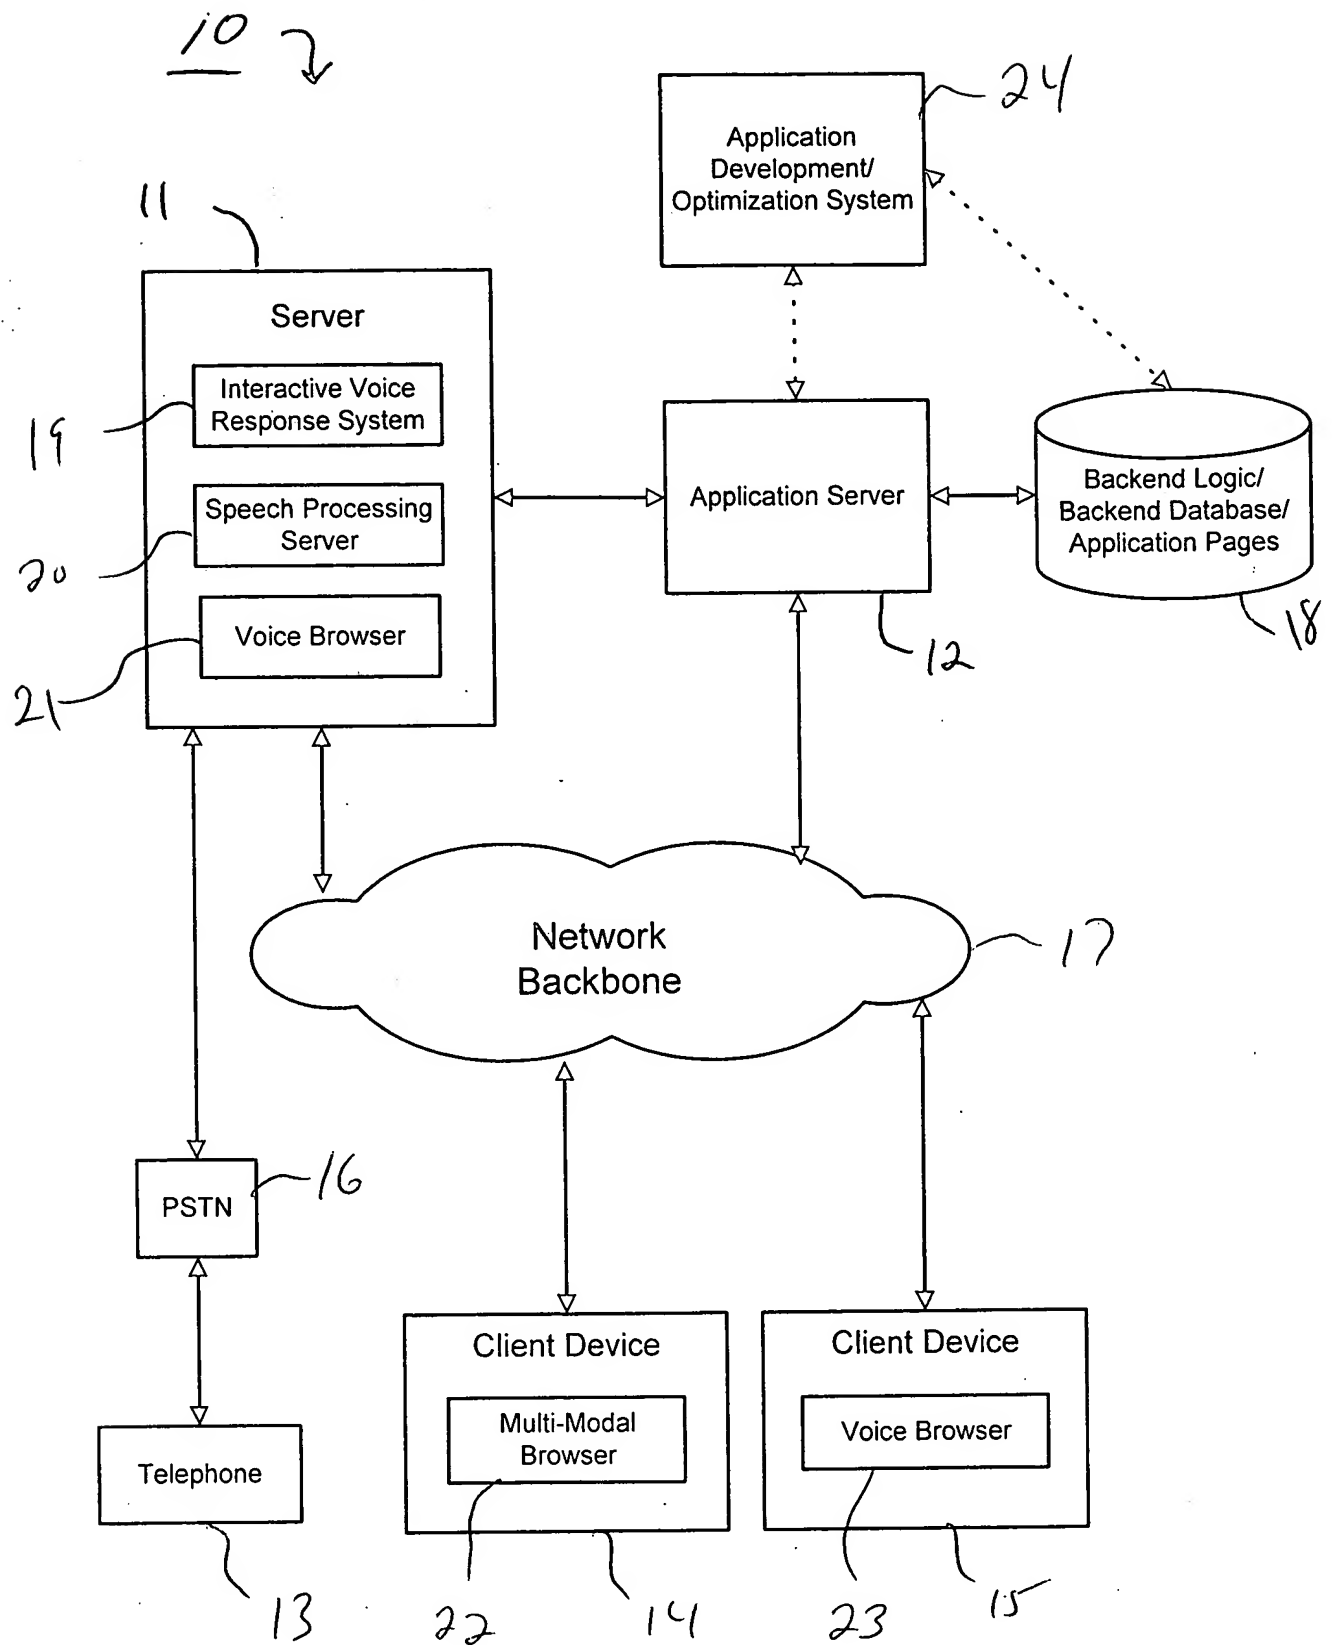 10
24
Application
Development/
Optimization System
11
Server
Interactive Voice
Response System
19
Speech Processing
Server
20
Voice Browser
21
Application Server
12
Backend Logic/
Backend Database/
Application Pages
18
Network
Backbone
17
PSTN
16
Telephone
13
Client Device
Multi-Modal
Browser
22
14
Client Device
Voice Browser
23
15